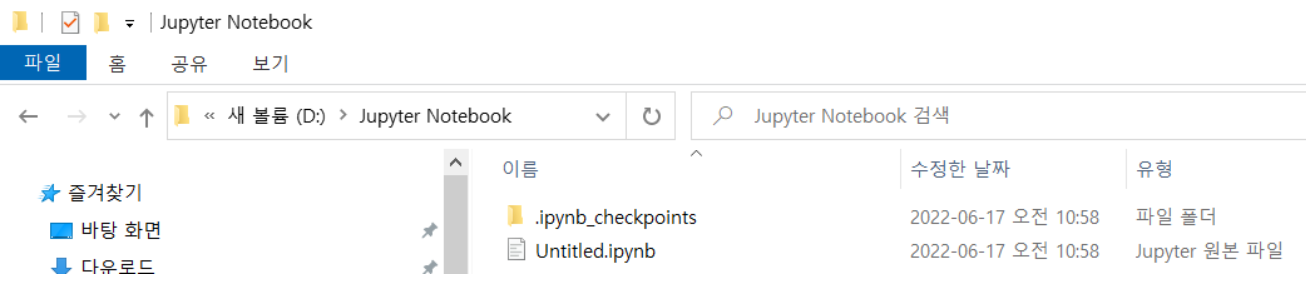 Jupyter Notebook
파일 홈 공유 보기
« 새 볼륨 (D:) > Jupyter Notebook Jupyter Notebook 검색
이름 수정한 날짜 유형
즐겨찾기
.ipynb_checkpoints 2022-06-17 오전 10:58 파일 폴더
바탕 화면
Untitled.ipynb 2022-06-17 오전 10:58 Jupyter 원본 파일
다운로드